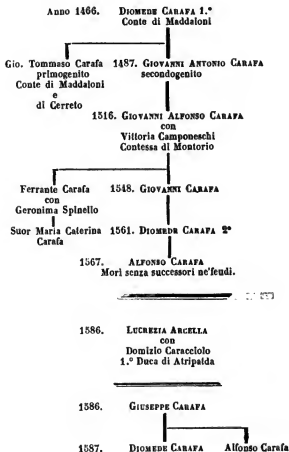 Anno 1466. DIOMEDE CARAFA 1.º
Conte di Maddaloni
Gio. Tommaso Carafa
primogenito
Conte di Maddaloni
e
di Cerreto
1487. GIOVANNI ANTONIO CARAFA
secondogenito
1516. GIOVANNI ALFONSO CARAFA
con
Vittoria Camponeschi
Contessa di Montorio
Ferrante Carafa
con
Geronima Spinello
Suor Maria Caterina
Carafa
1548. GIOVANNI CARAFA
1561. DIOMEDE CARAFA 2º
1567. ALFONSO CARAFA
Morì senza successori ne'feudi.
1586. LUCREZIA ARCELLA
con
Domizio Caracciolo
1.º Duca di Atripalda
1586. GIUSEPPE CARAFA
1587. DIOMEDE CARAFA Alfonso Carafa